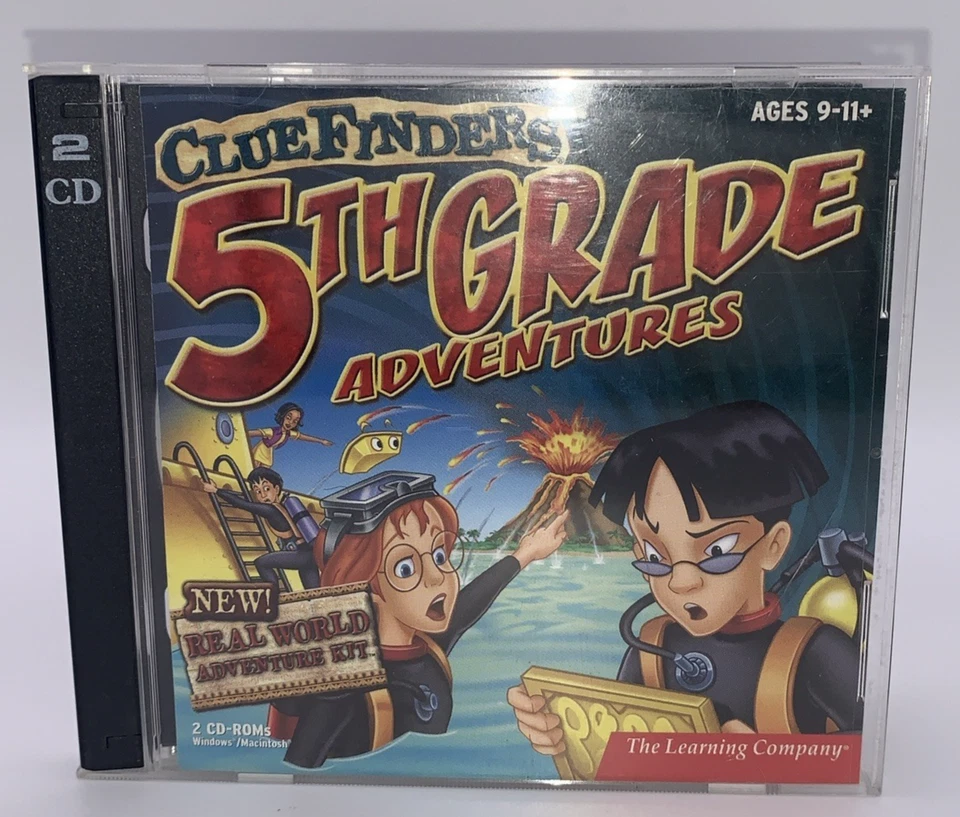 2
CD
CLUEFINDERS
AGES 9-11+
5TH GRADE
ADVENTURES
NEW!
REAL WORLD
ADVENTURE KIT™
2 CD-ROMs
Windows®/Macintosh®
The Learning Company®